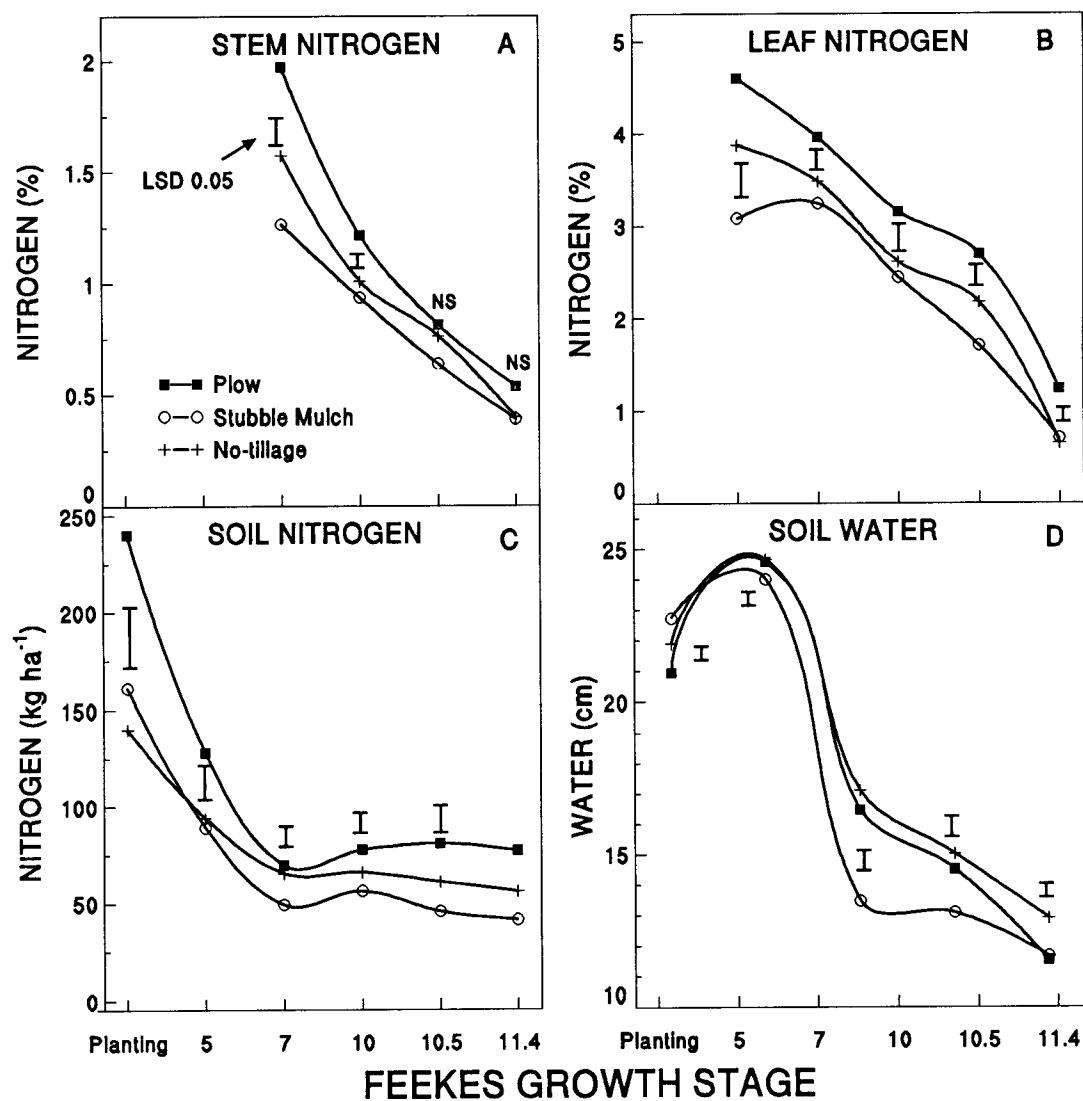 STEM NITROGEN A
2
1.5
1
0.5
0
NITROGEN (%)
LSD 0.05
NS
NS
Plow
Stubble Mulch
No-tillage
LEAF NITROGEN B
5
4
3
2
1
0
NITROGEN (%)
SOIL NITROGEN C
250
200
150
100
50
0
NITROGEN (kg ha⁻¹)
Planting 5 7 10 10.5 11.4
SOIL WATER D
25
20
15
10
WATER (cm)
Planting 5 7 10 10.5 11.4
FEEKES GROWTH STAGE